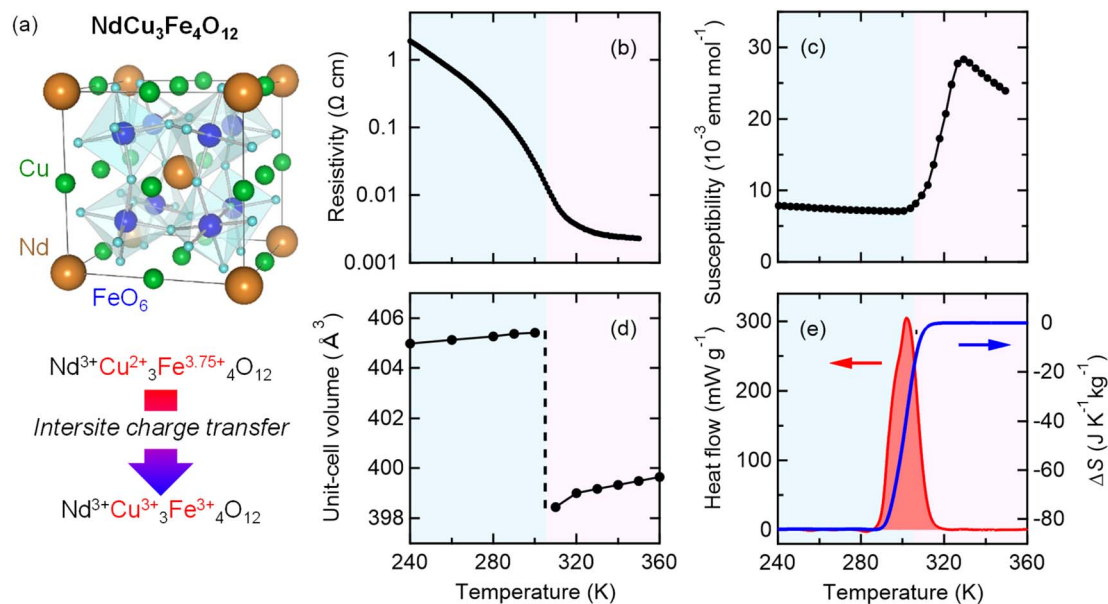 (a)
NdCu₃Fe₄O₁₂
Cu
Nd
FeO₆
Nd³⁺Cu²⁺₃Fe³·⁷⁵⁺₄O₁₂
Intersite charge transfer
Nd³⁺Cu³⁺₃Fe³⁺₄O₁₂
(b)
Resistivity (Ω cm)
1
0.1
0.01
0.001
(c)
Susceptibility (10⁻³ emu mol⁻¹)
30
20
10
0
(d)
Unit-cell volume (Å³)
406
404
402
400
398
240 280 320 360
Temperature (K)
(e)
Heat flow (mW g⁻¹)
300
200
100
0
0
-20
-40
-60
-80
ΔS (J K⁻¹kg⁻¹)
240 280 320 360
Temperature (K)